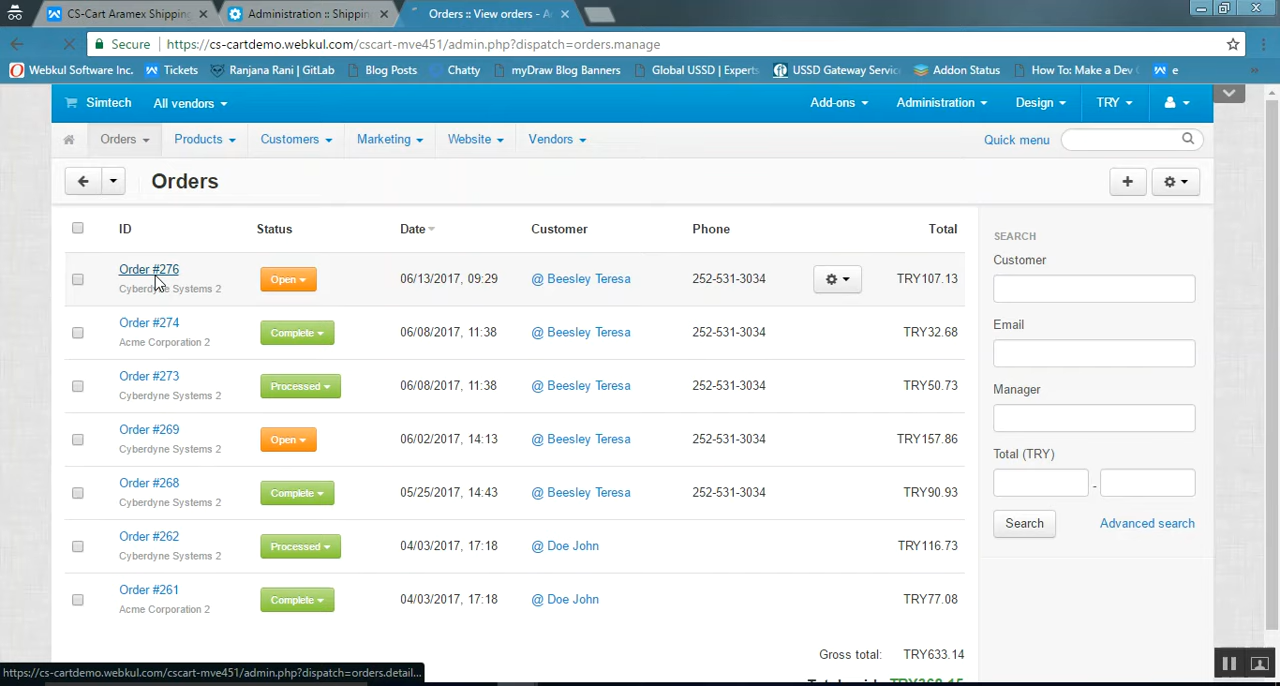 CS-Cart Aramex Shipping
Administration :: Shippin
Orders :: View orders - A
Secure
https://cs-cartdemo.webkul.com/cscart-mve451/admin.php?dispatch=orders.manage
Webkul Software Inc.
Tickets
Ranjana Rani | GitLab
Blog Posts
Chatty
myDraw Blog Banners
Global USSD | Experts
USSD Gateway Servic
Addon Status
How To: Make a Dev
e
Simtech
All vendors
Add-ons
Administration
Design
TRY
Orders
Products
Customers
Marketing
Website
Vendors
Quick menu
Orders
ID Status Date Customer Phone Total
Order #276
Cyberdyne Systems 2
Open
06/13/2017, 09:29
@ Beesley Teresa
252-531-3034
TRY107.13
Order #274
Acme Corporation 2
Complete
06/08/2017, 11:38
@ Beesley Teresa
252-531-3034
TRY32.68
Order #273
Cyberdyne Systems 2
Processed
06/08/2017, 11:38
@ Beesley Teresa
252-531-3034
TRY50.73
Order #269
Cyberdyne Systems 2
Open
06/02/2017, 14:13
@ Beesley Teresa
252-531-3034
TRY157.86
Order #268
Cyberdyne Systems 2
Complete
05/25/2017, 14:43
@ Beesley Teresa
252-531-3034
TRY90.93
Order #262
Cyberdyne Systems 2
Processed
04/03/2017, 17:18
@ Doe John
TRY116.73
Order #261
Acme Corporation 2
Complete
04/03/2017, 17:18
@ Doe John
TRY77.08
Gross total: TRY633.14
SEARCH
Customer
Email
Manager
Total (TRY)
-
Search
Advanced search
https://cs-cartdemo.webkul.com/cscart-mve451/admin.php?dispatch=orders.detail...